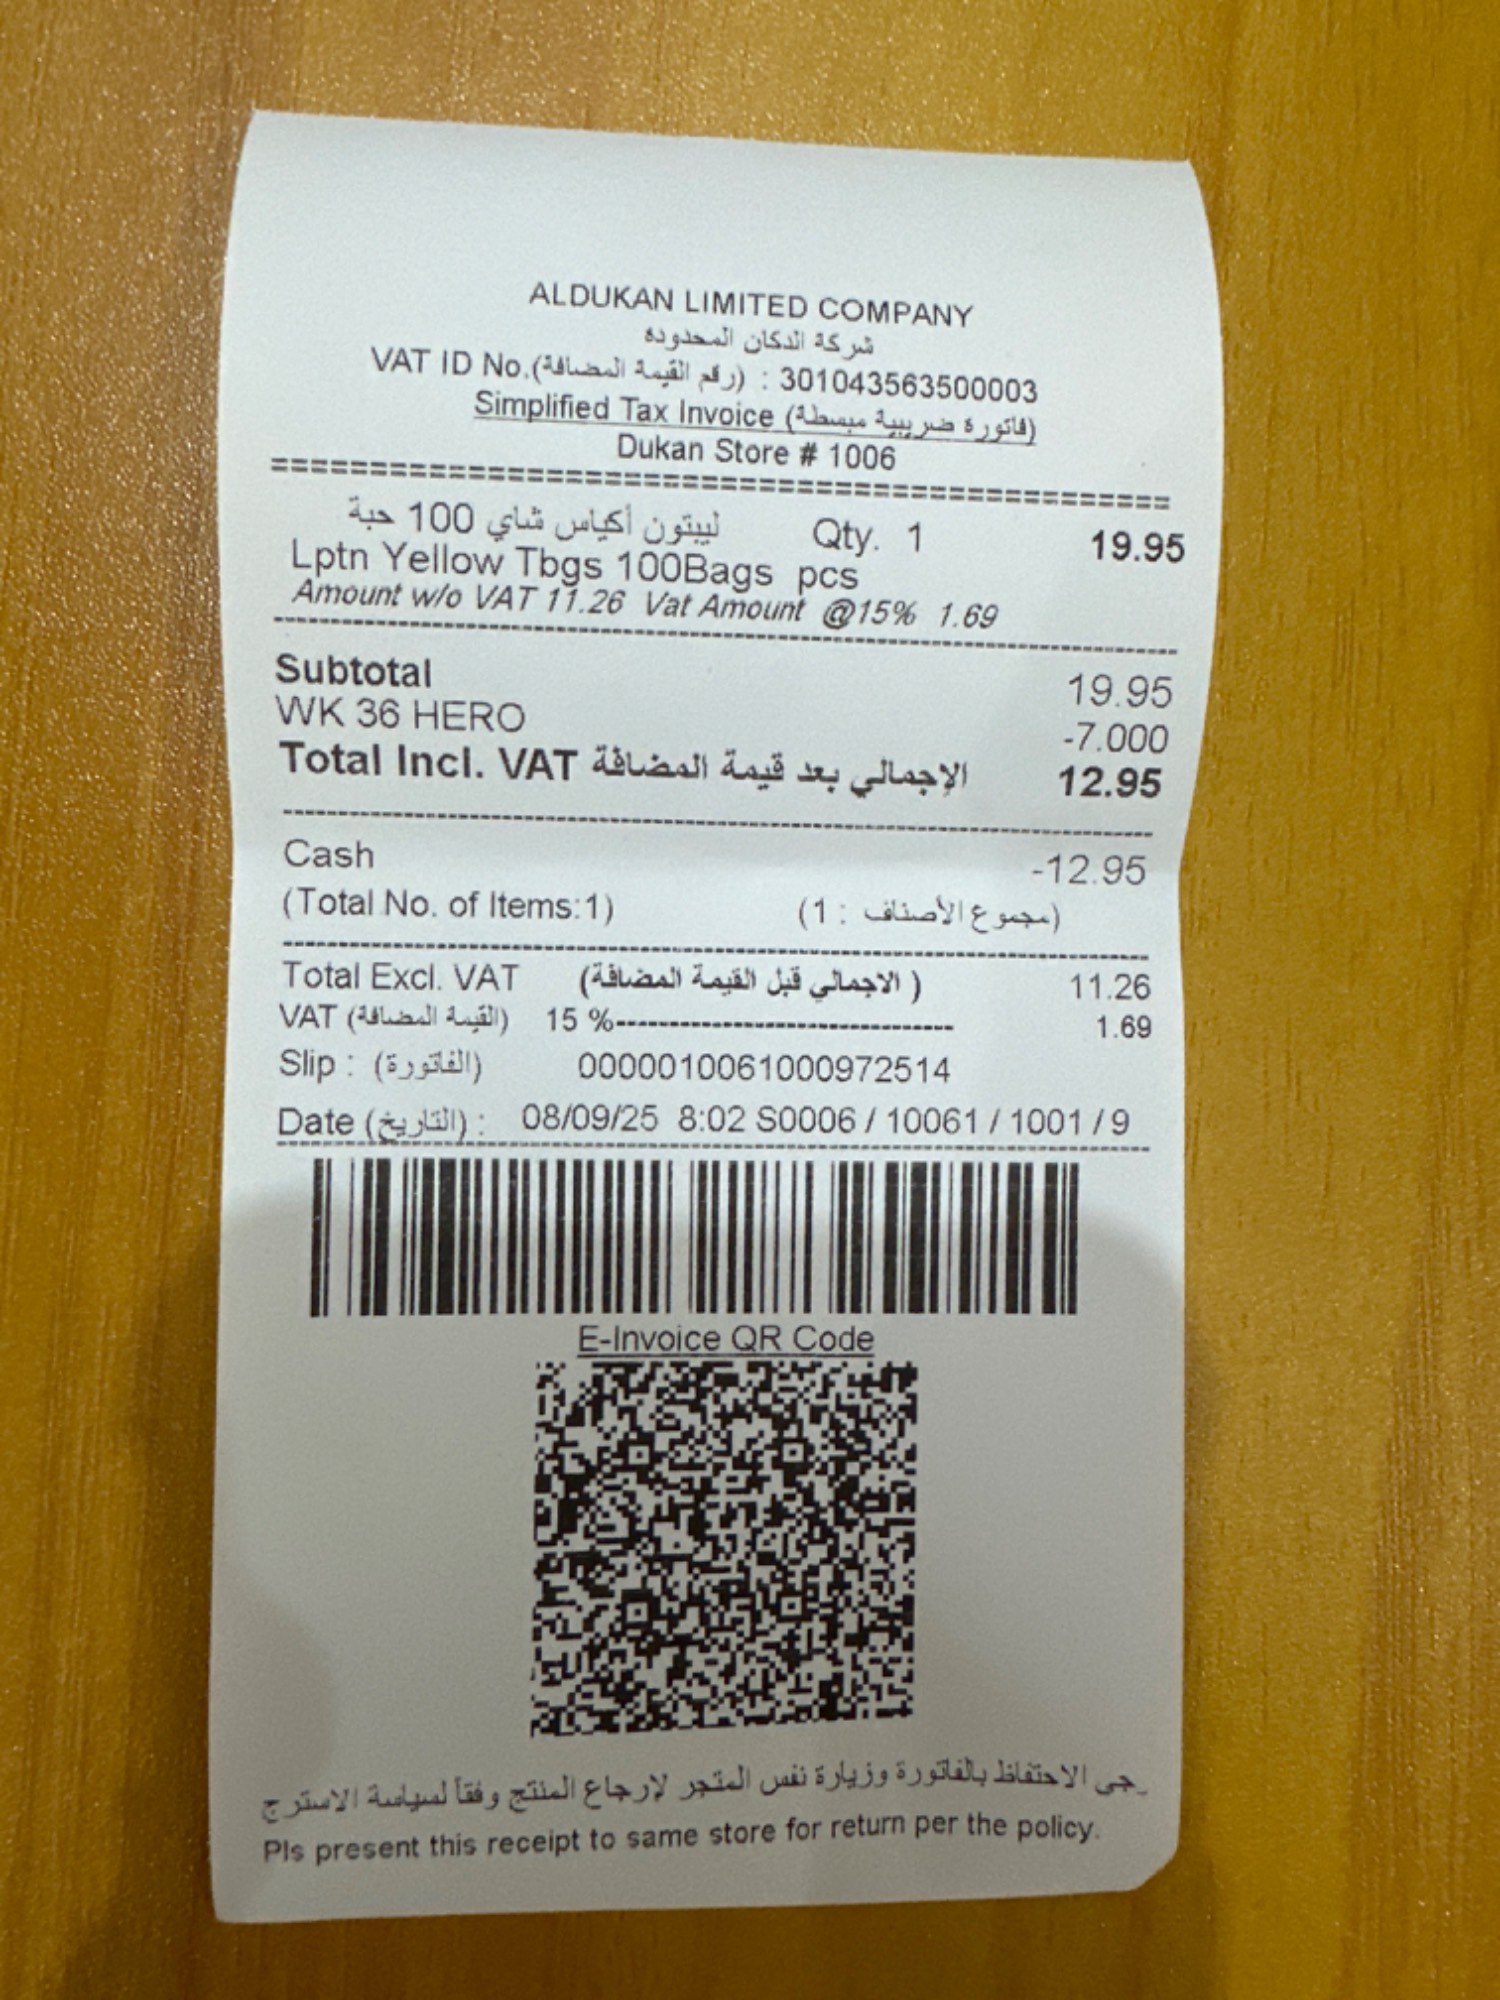 ALDUKAN LIMITED COMPANY
شركة الدكان المحدوده
VAT ID No.(رقم القيمة المضافة) : 301043563500003
Simplified Tax Invoice (فاتورة ضريبية مبسطة)
Dukan Store # 1006
==============================================
ليبتون أكياس شاي 100 حبة Qty. 1 19.95
Lptn Yellow Tbgs 100Bags pcs
Amount w/o VAT 11.26 Vat Amount @15% 1.69
Subtotal 19.95
WK 36 HERO -7.000
Total Incl. VAT الإجمالي بعد قيمة المضافة 12.95
Cash -12.95
(Total No. of Items:1) (مجموع الأصناف : 1)
Total Excl. VAT (الاجمالي قبل القيمة المضافة ) 11.26
VAT (القيمة المضافة) 15 %------------------------------- 1.69
Slip : (الفاتورة) 0000010061000972514
Date (التاريخ) : 08/09/25 8:02 S0006 / 10061 / 1001 / 9
E-Invoice QR Code
رجى الاحتفاظ بالفاتورة وزيارة نفس المتجر لإرجاع المنتج وفقاً لسياسة الاسترج
Pls present this receipt to same store for return per the policy.